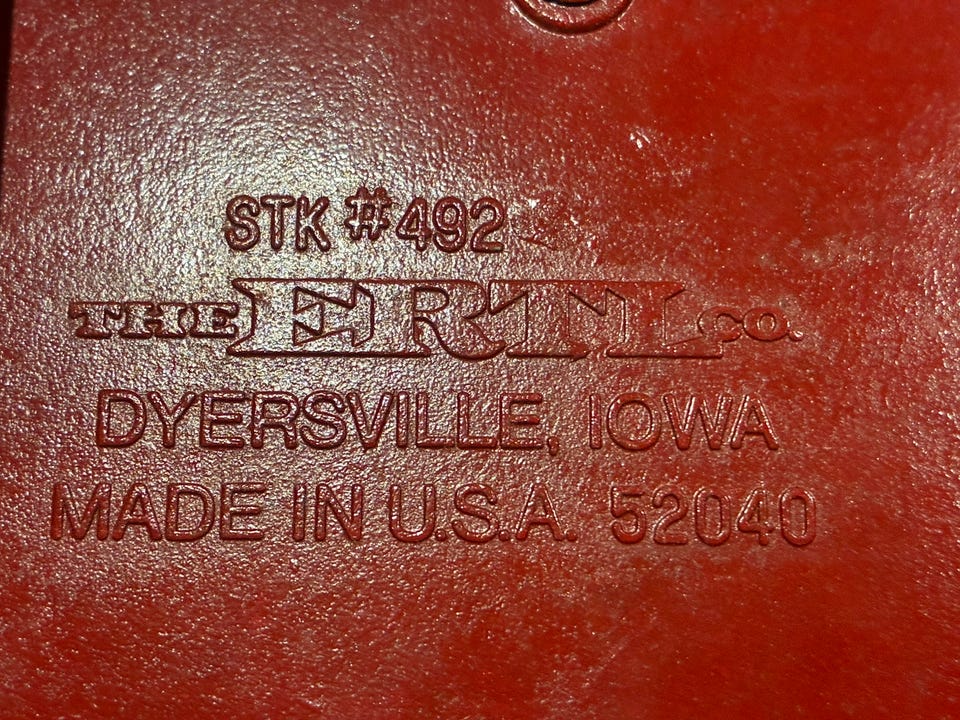 STK #492
THE ERTL CO.
DYERSVILLE, IOWA
MADE IN U.S.A. 52040